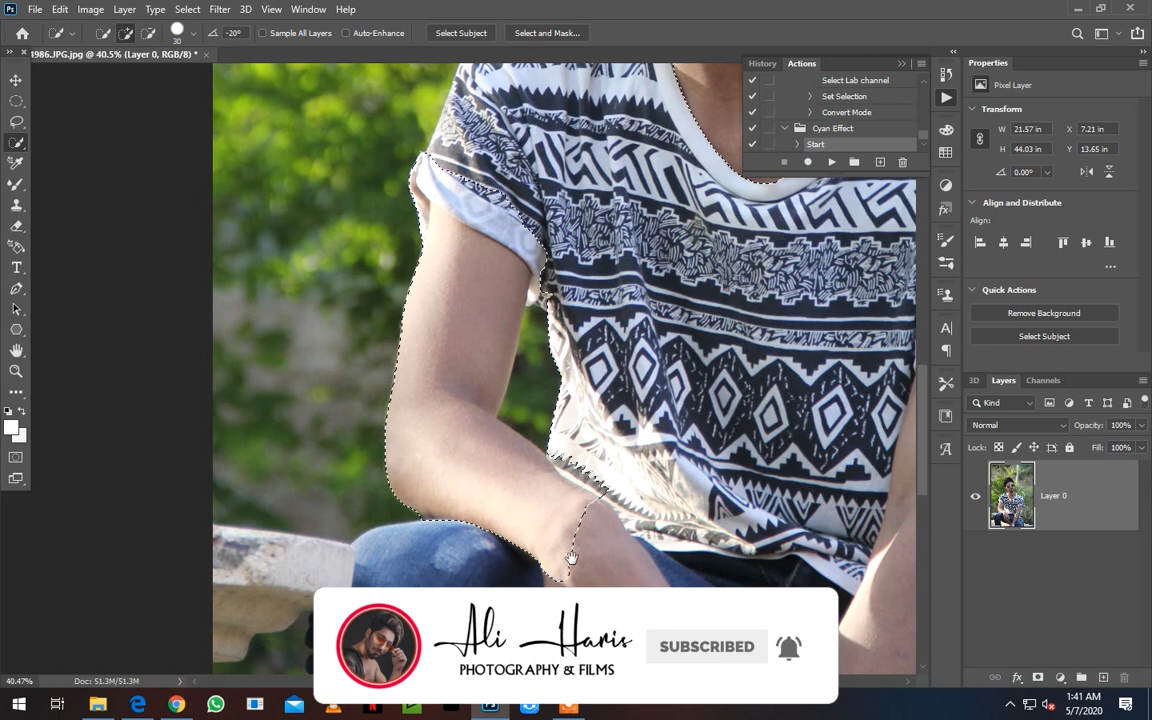 Ps File Edit Image Layer Type Select Filter 3D View Window Help
30 -20° Sample All Layers Auto-Enhance Select Subject Select and Mask...
4986.JPG.jpg @ 40.5% (Layer 0, RGB/8) *
History Actions
Select Lab channel
Set Selection
Convert Mode
Cyan Effect
Start
Properties
Pixel Layer
Transform
W 21.57 in X 7.21 in
H 44.03 in Y 13.65 in
0.00°
Align and Distribute
Align:
Quick Actions
Remove Background
Select Subject
3D Layers Channels
Kind
Normal Opacity: 100%
Lock: Fill: 100%
Layer 0
Ali Haris
PHOTOGRAPHY & FILMS
SUBSCRIBED
40.47% Doc: 51.3M/51.3M
1:41 AM
5/7/2020